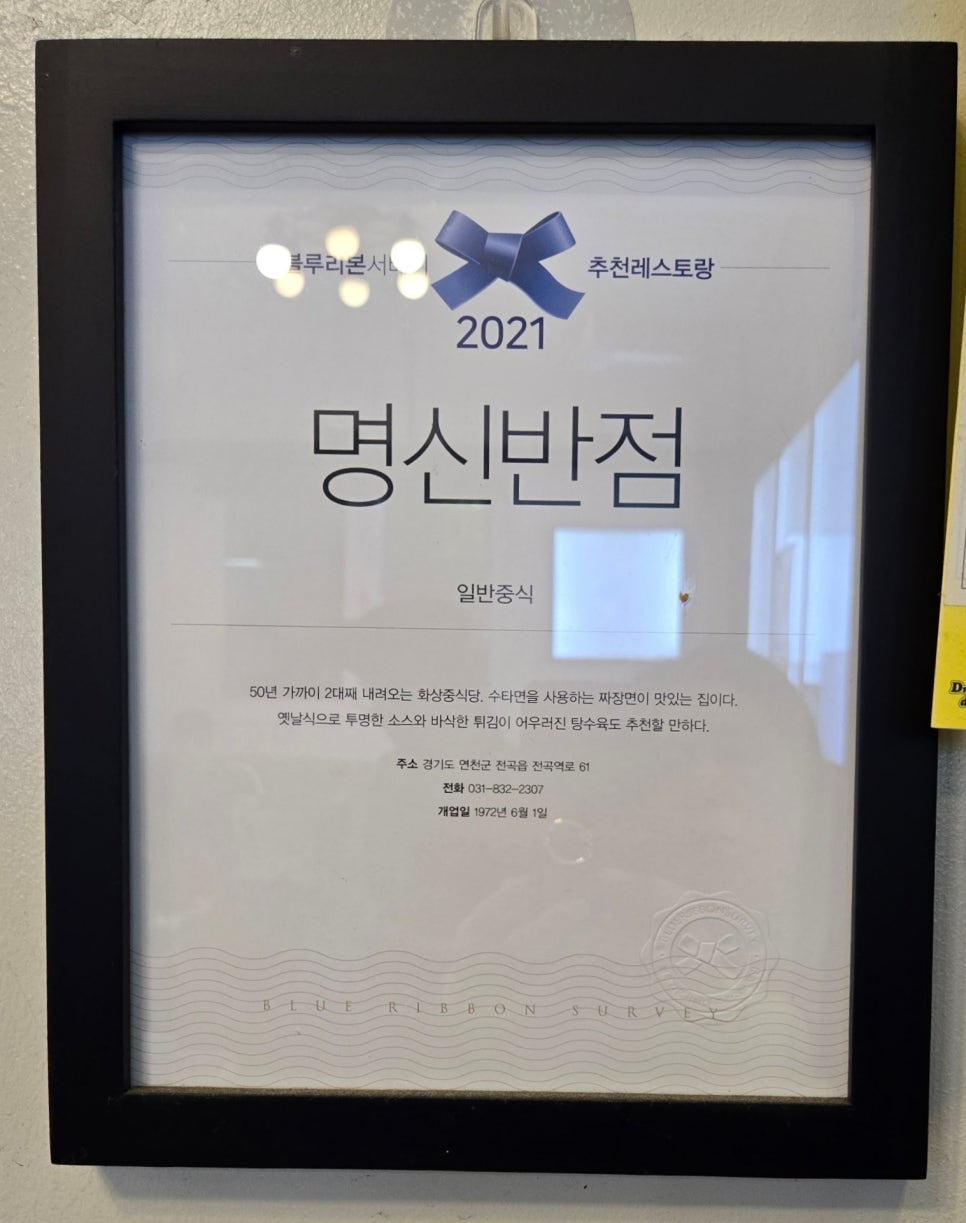 블루리본서베이 추천레스토랑
2021
명신반점
일반중식
50년 가까이 2대째 내려오는 화상중식당. 수타면을 사용하는 짜장면이 맛있는 집이다.
옛날식으로 투명한 소스와 바삭한 튀김이 어우러진 탕수육도 추천할 만하다.
주소 경기도 연천군 전곡읍 전곡역로 61
전화 031-832-2307
개업일 1972년 6월 1일
BLUE RIBBON SURVEY